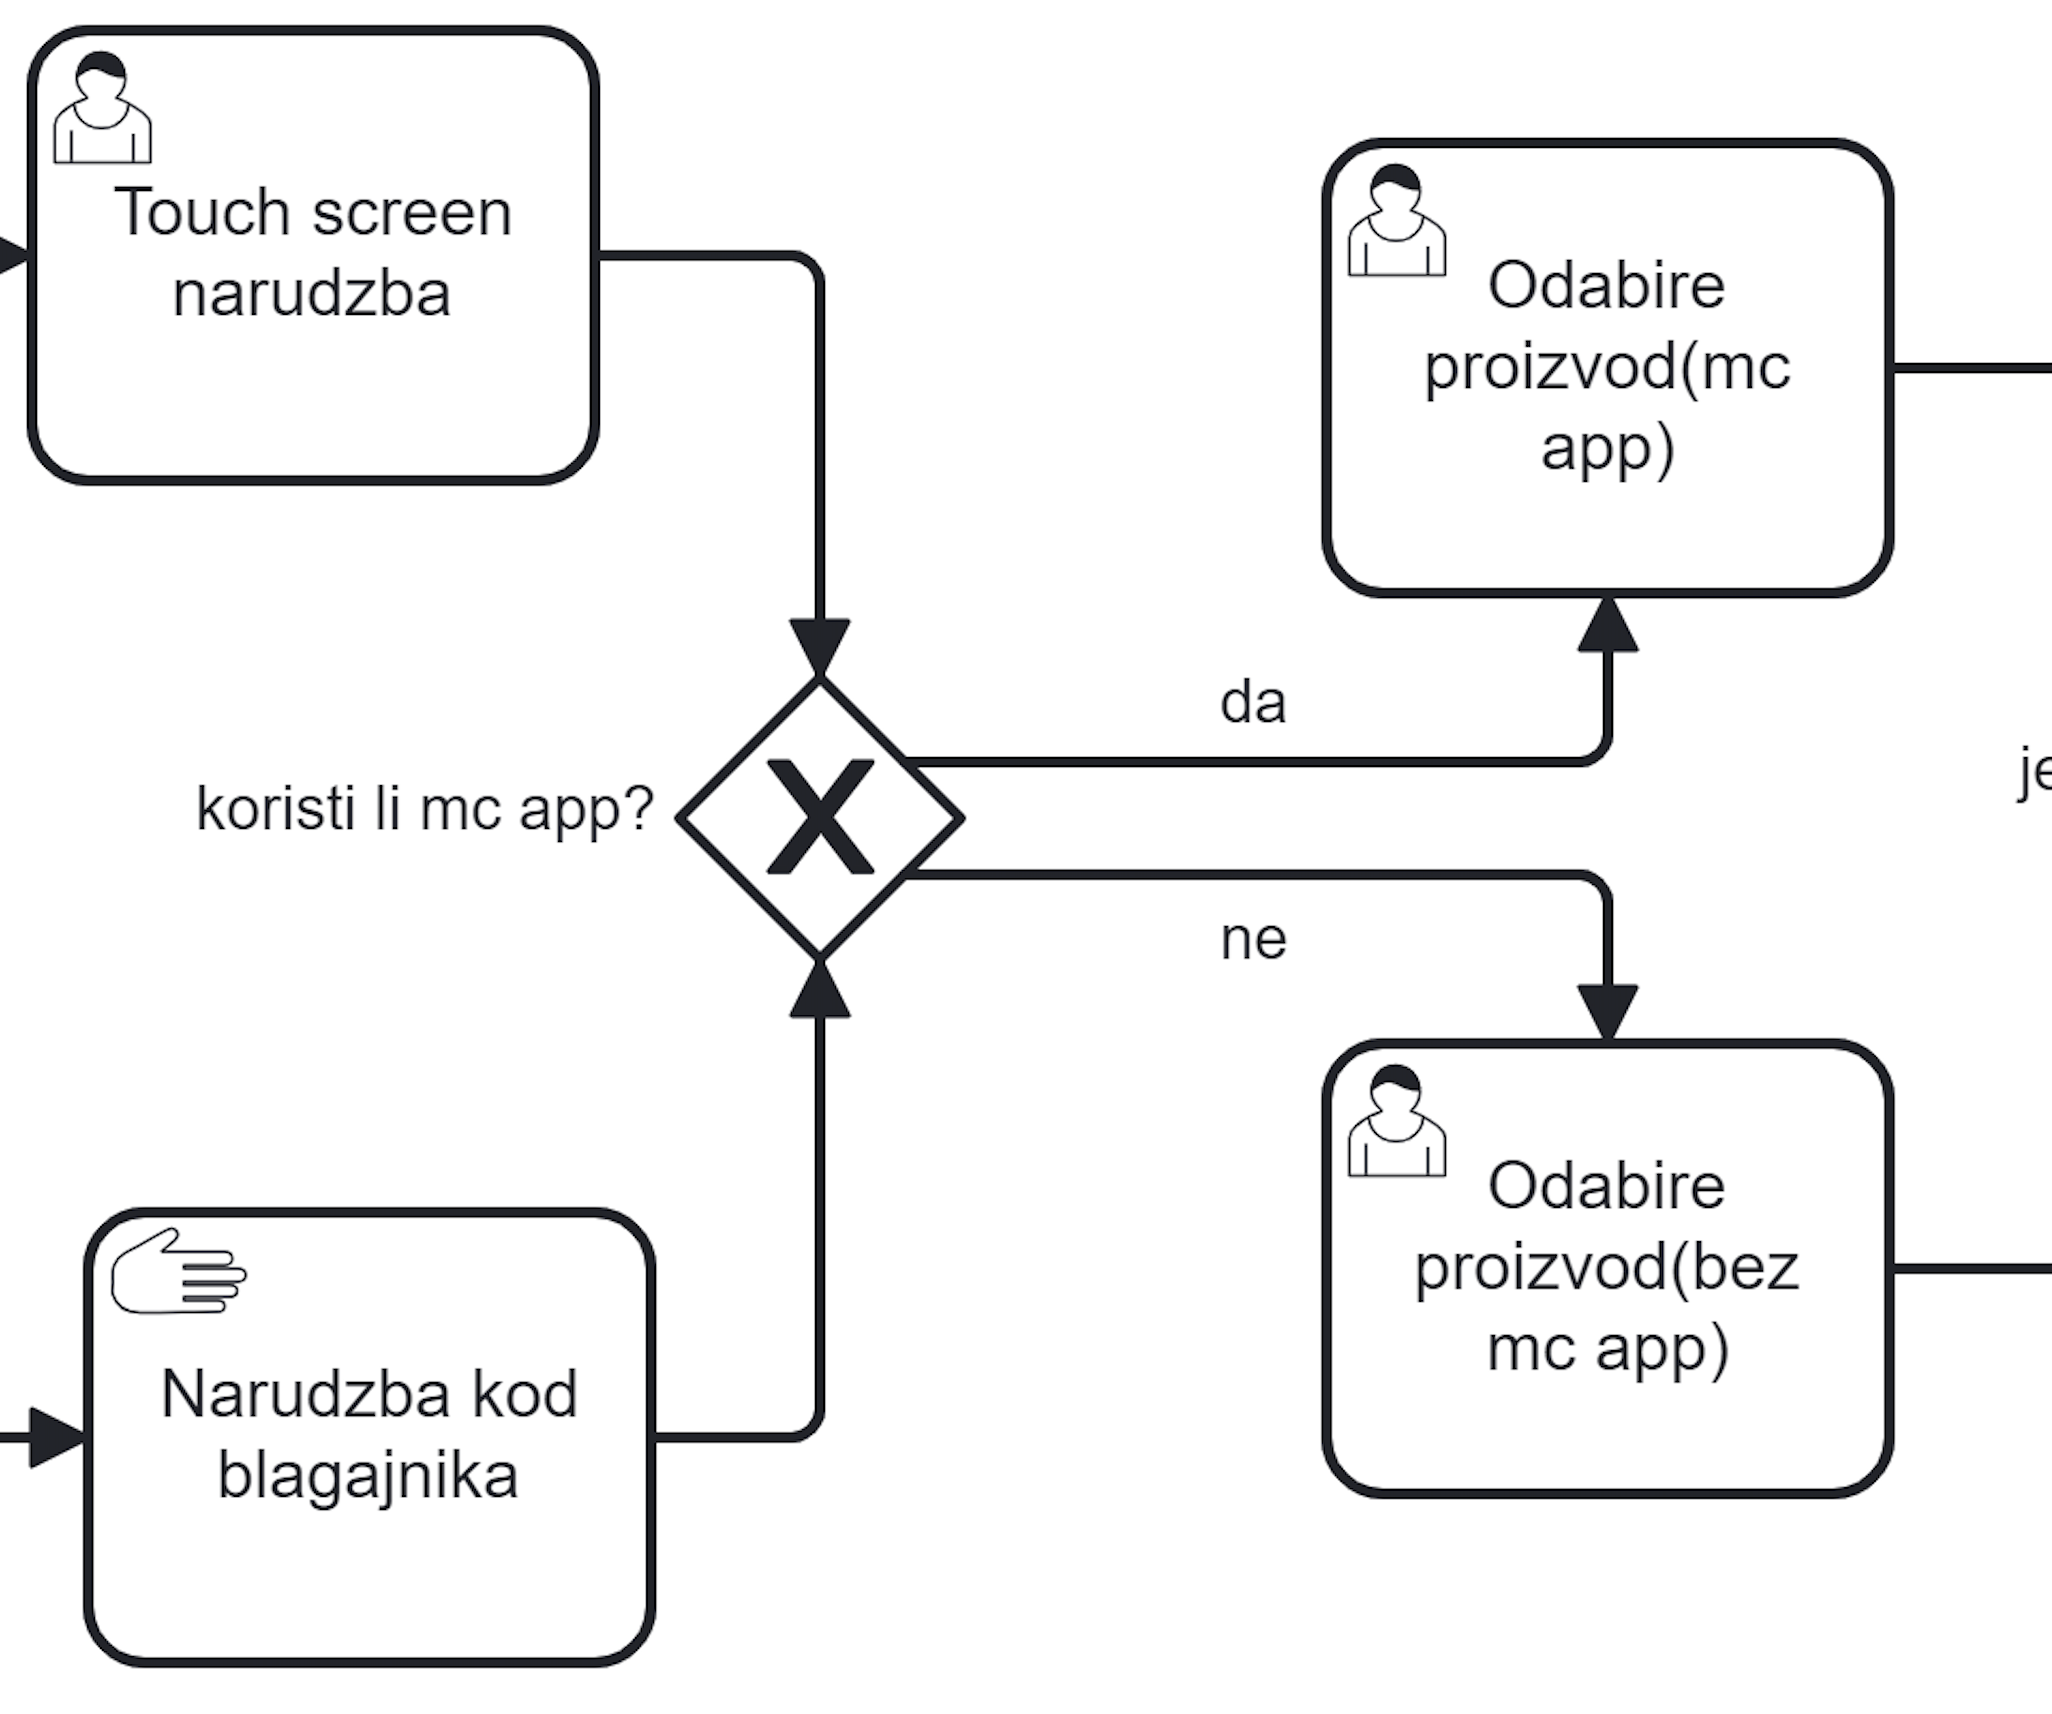 Touch screen
narudzba
Odabire
proizvod(mc
app)
da
koristi li mc app?
je
ne
Odabire
proizvod(bez
mc app)
Narudzba kod
blagajnika